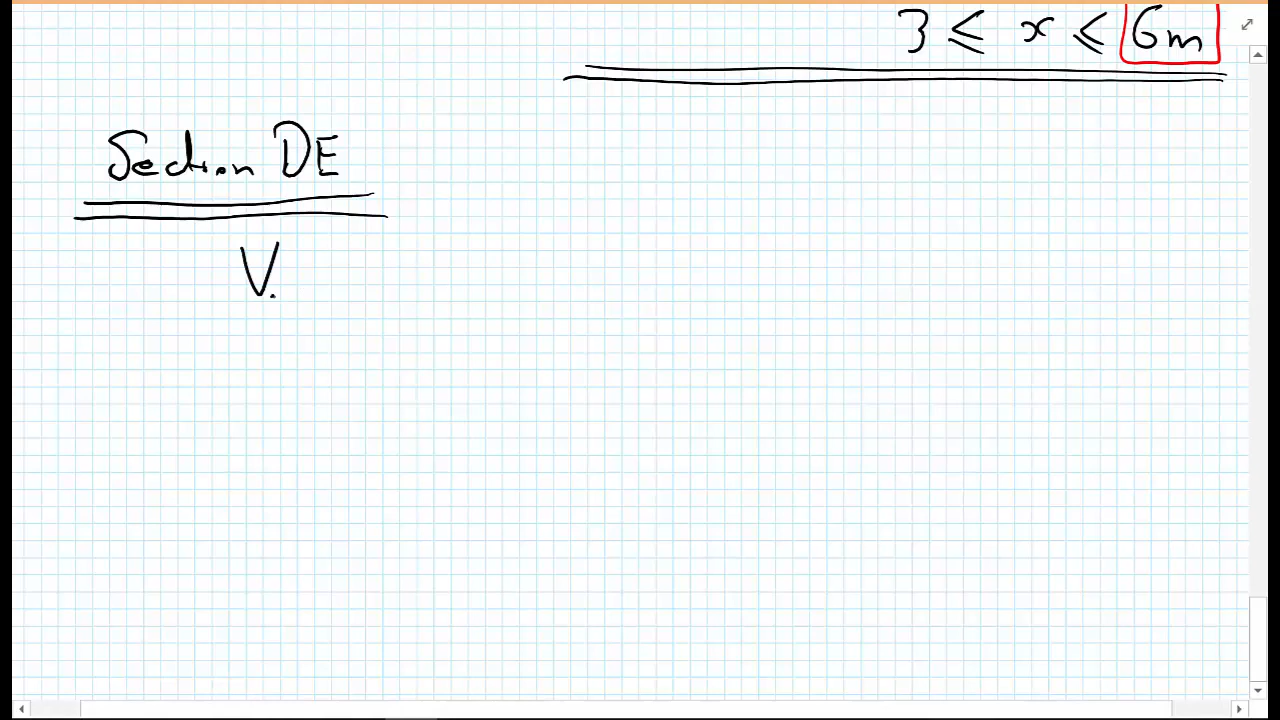 3 ⩽ x ⩽ 6m
Section DE
V.